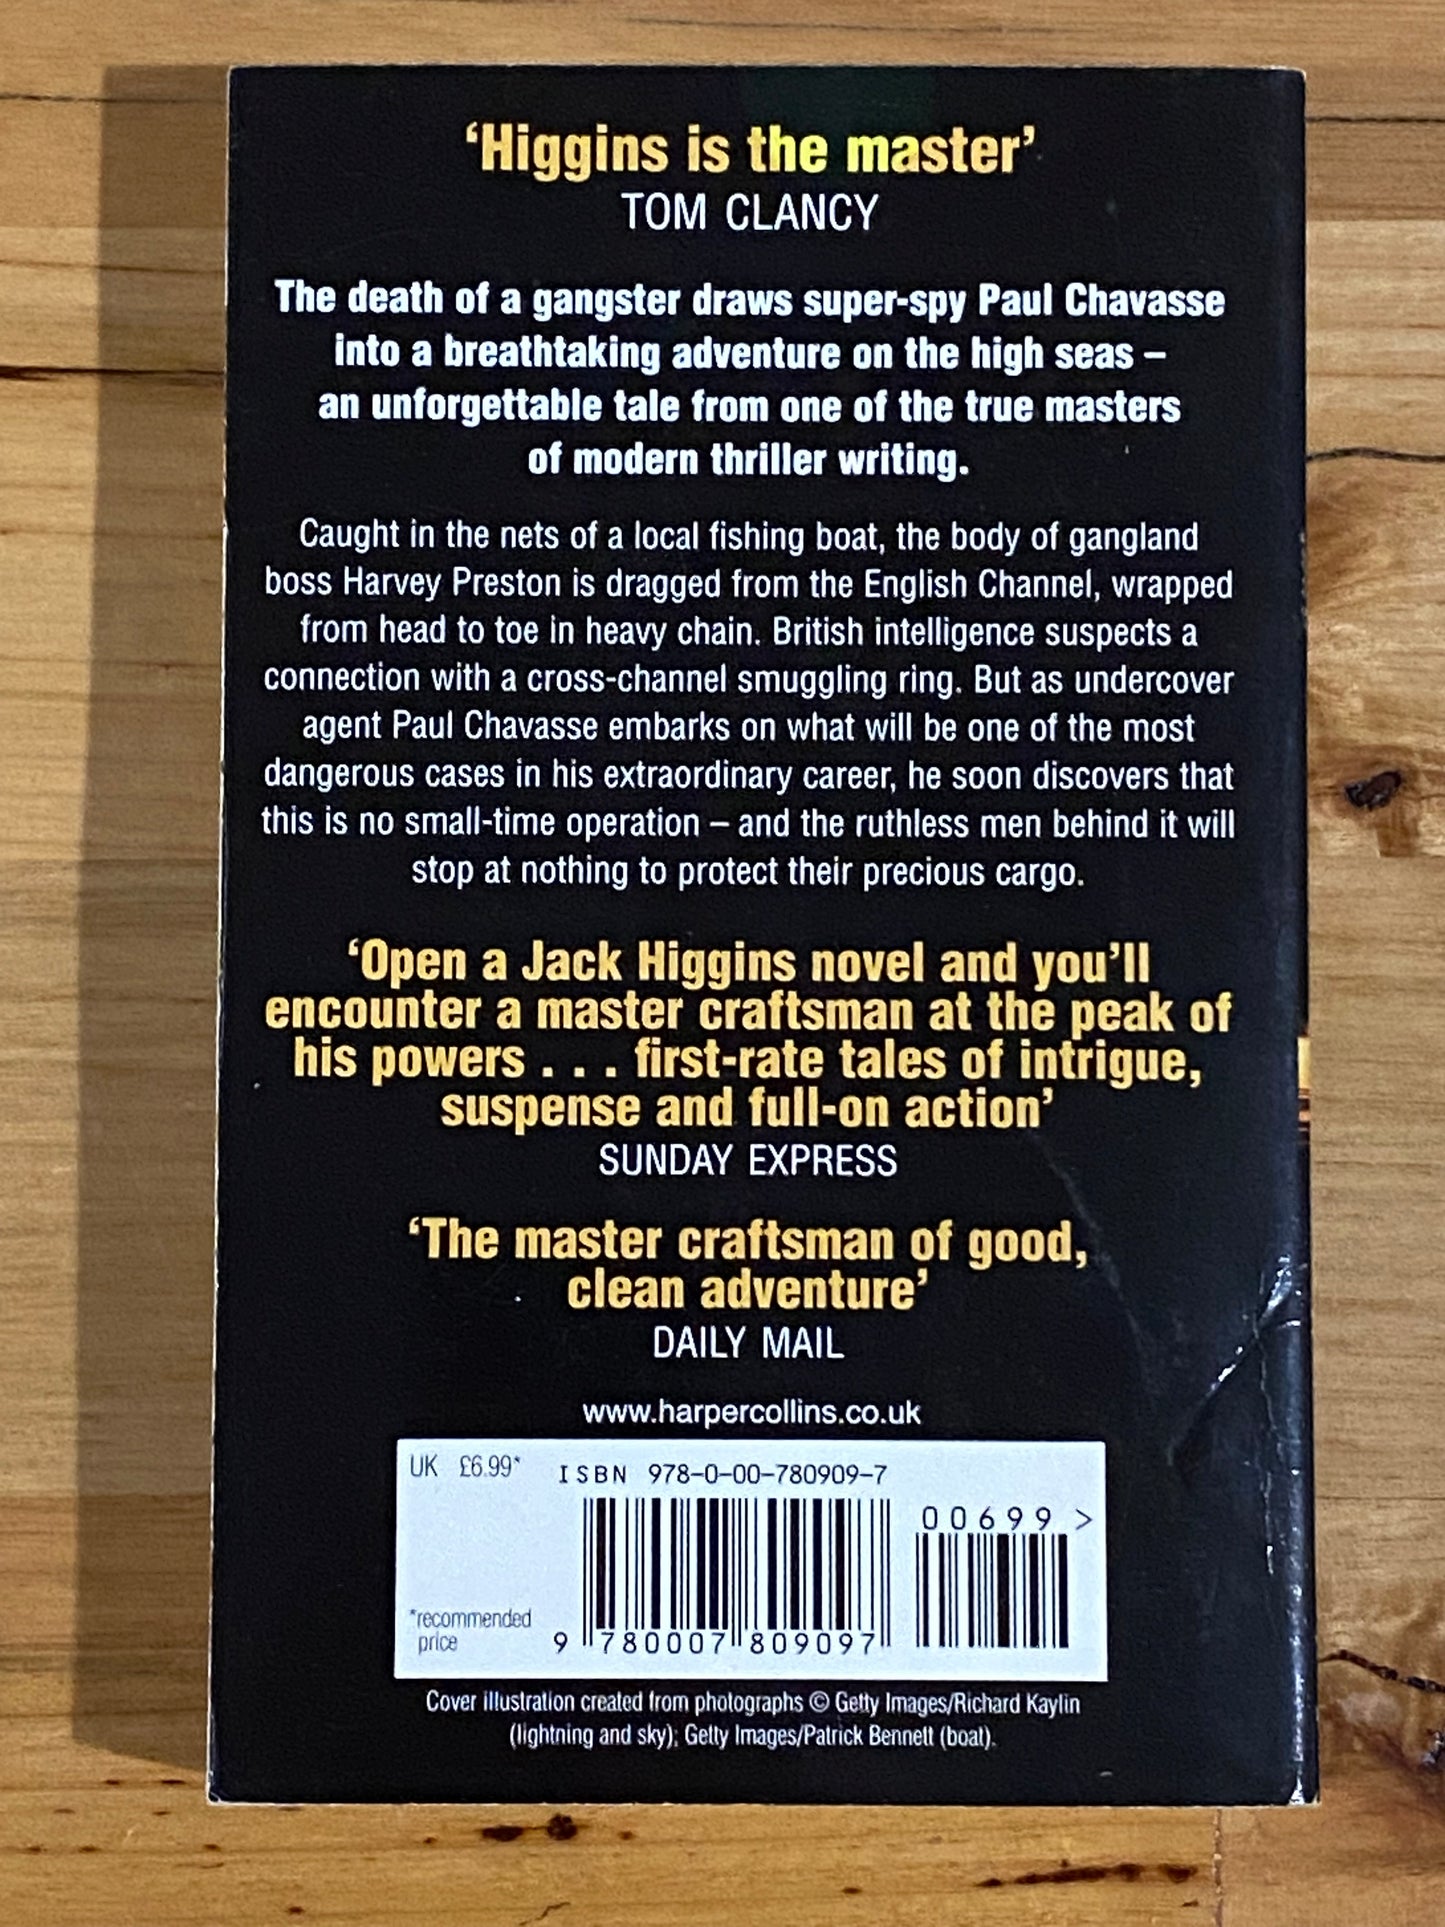 ‘Higgins is the master’
TOM CLANCY
The death of a gangster draws super-spy Paul Chavasse
into a breathtaking adventure on the high seas –
an unforgettable tale from one of the true masters
of modern thriller writing.
Caught in the nets of a local fishing boat, the body of gangland
boss Harvey Preston is dragged from the English Channel, wrapped
from head to toe in heavy chain. British intelligence suspects a
connection with a cross-channel smuggling ring. But as undercover
agent Paul Chavasse embarks on what will be one of the most
dangerous cases in his extraordinary career, he soon discovers that
this is no small-time operation – and the ruthless men behind it will
stop at nothing to protect their precious cargo.
‘Open a Jack Higgins novel and you’ll
encounter a master craftsman at the peak of
his powers . . . first-rate tales of intrigue,
suspense and full-on action’
SUNDAY EXPRESS
‘The master craftsman of good,
clean adventure’
DAILY MAIL
www.harpercollins.co.uk
UK £6.99*
ISBN 978-0-00-780909-7
00699 >
*recommended
price
9 780007 809097
Cover illustration created from photographs © Getty Images/Richard Kaylin
(lightning and sky); Getty Images/Patrick Bennett (boat).